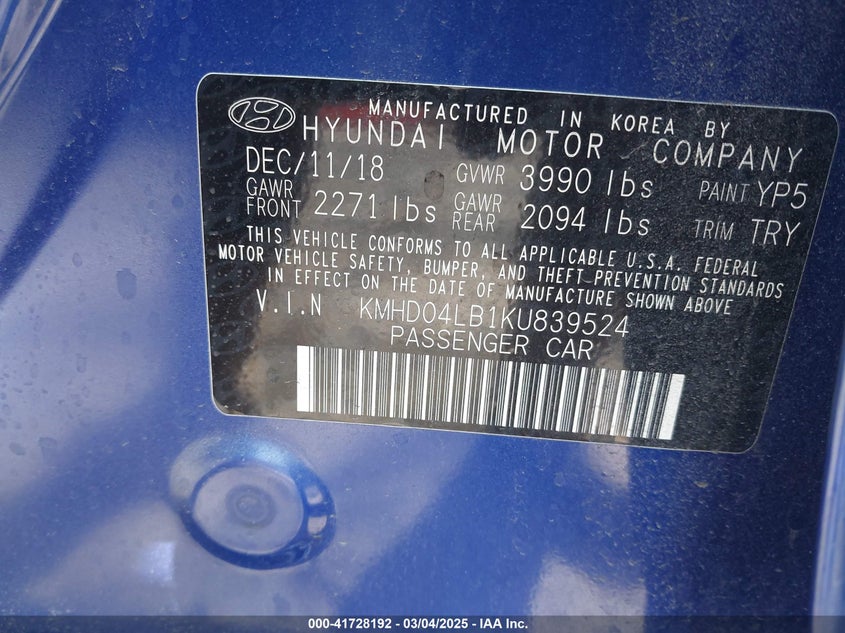 MANUFACTURED IN KOREA BY
HYUNDAI MOTOR COMPANY
DEC/11/18 GVWR 3990 lbs PAINT YP5
GAWR FRONT 2271 lbs GAWR REAR 2094 lbs TRIM TRY
THIS VEHICLE CONFORMS TO ALL APPLICABLE U.S.A. FEDERAL
MOTOR VEHICLE SAFETY, BUMPER, AND THEFT PREVENTION STANDARDS
IN EFFECT ON THE DATE OF MANUFACTURE SHOWN ABOVE
V.I.N KMHD04LB1KU839524
PASSENGER CAR
000-41728192 - 03/04/2025 - IAA Inc.